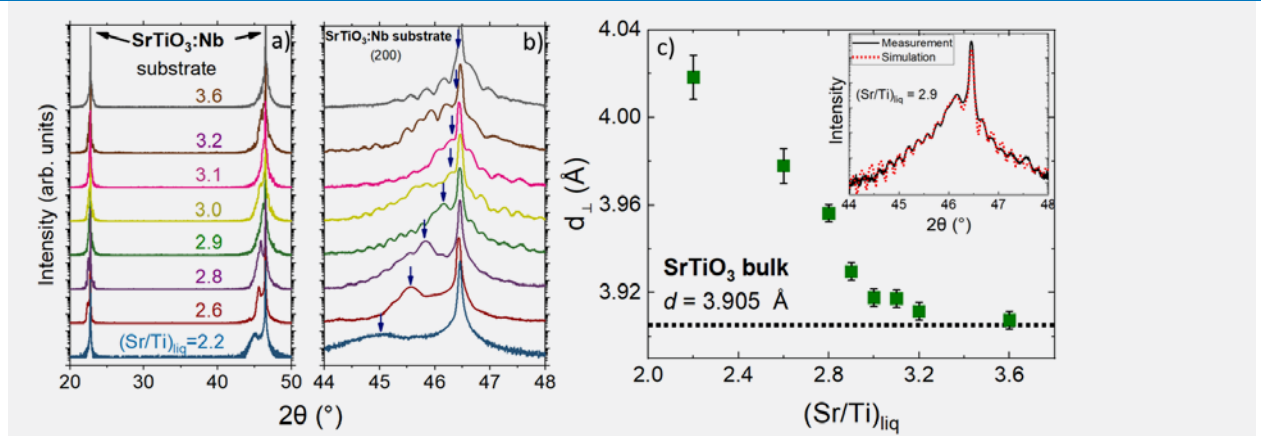 SrTiO₃:Nb
substrate
a)
3.6
3.2
3.1
3.0
2.9
2.8
2.6
(Sr/Ti)liq=2.2
Intensity (arb. units)
20 30 40 50
SrTiO₃:Nb substrate
(200)
b)
44 45 46 47 48
2θ (°)
c)
4.04
4.00
3.96
3.92
d⊥ (Å)
SrTiO₃ bulk
d = 3.905 Å
2.0 2.4 2.8 3.2 3.6
(Sr/Ti)liq
Measurement
Simulation
(Sr/Ti)liq = 2.9
Intensity
44 45 46 47 48
2θ (°)